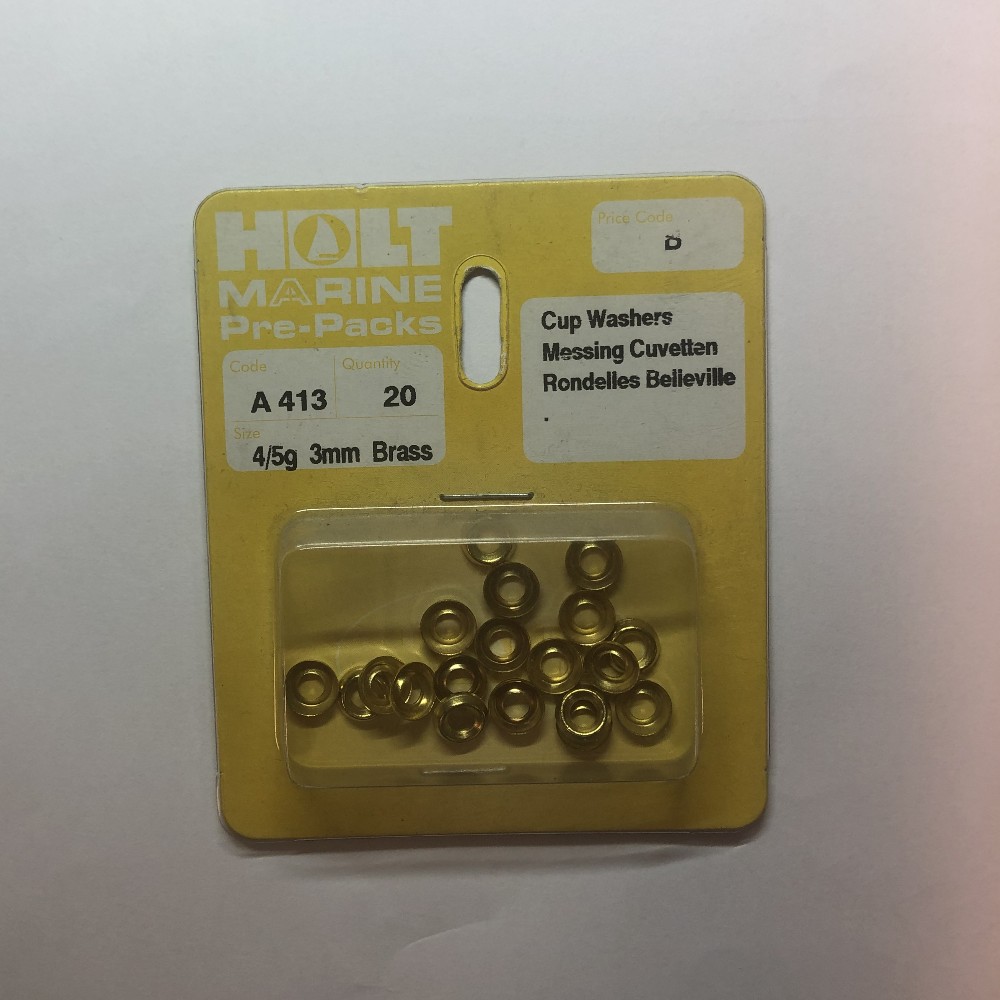 HOLT
MARINE
Pre-Packs
Code
A 413
Quantity
20
Size
4/5g 3mm Brass
Price Code
B
Cup Washers
Messing Cuvetten
Rondelles Belleville
.